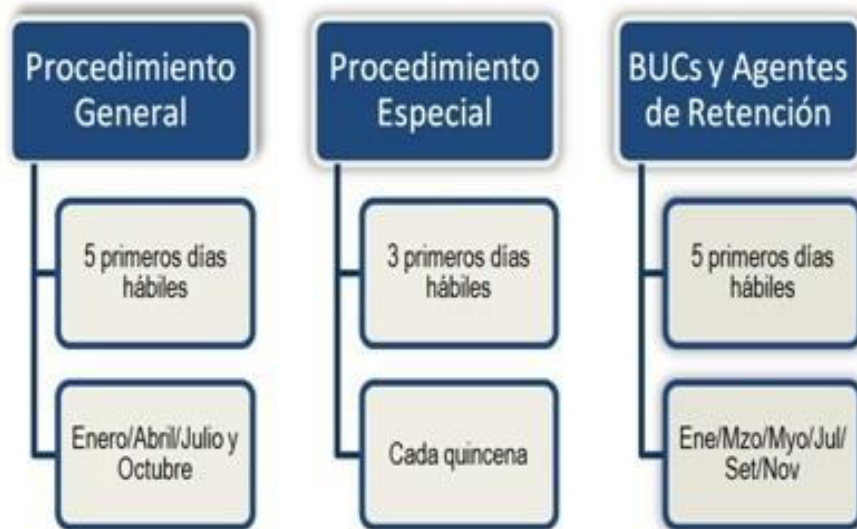 Procedimiento
General
5 primeros días
hábiles
Enero/Abril/Julio y
Octubre
Procedimiento
Especial
3 primeros días
hábiles
Cada quincena
BUCs y Agentes
de Retención
5 primeros días
hábiles
Ene/Mzo/Myo/Jul/
Set/Nov